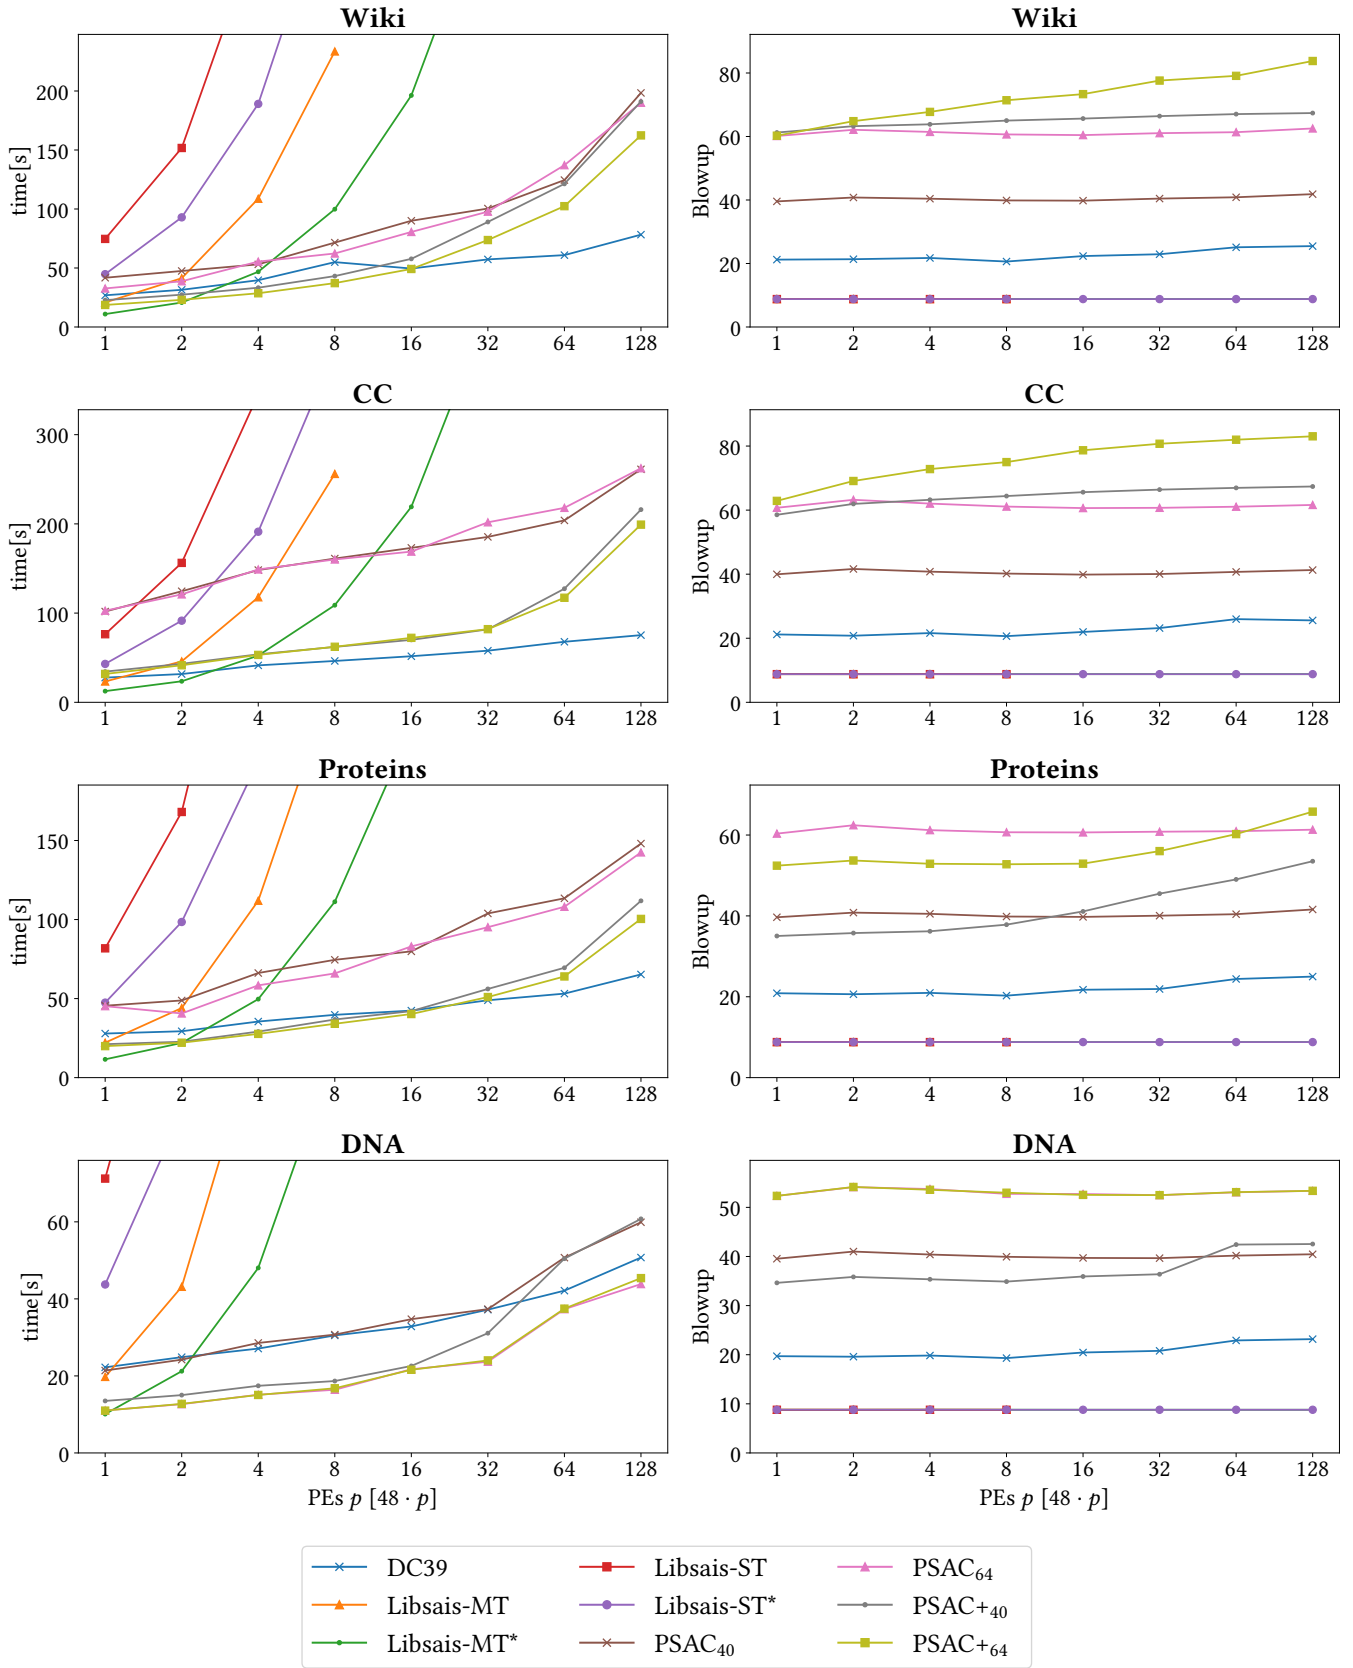 Wiki
time[s]
0
50
100
150
200
1 2 4 8 16 32 64 128
Wiki
Blowup
0
20
40
60
80
1 2 4 8 16 32 64 128
CC
time[s]
0
100
200
300
1 2 4 8 16 32 64 128
CC
Blowup
0
20
40
60
80
1 2 4 8 16 32 64 128
Proteins
time[s]
0
50
100
150
1 2 4 8 16 32 64 128
Proteins
Blowup
0
20
40
60
1 2 4 8 16 32 64 128
DNA
time[s]
0
20
40
60
1 2 4 8 16 32 64 128
PEs p [48 · p]
DNA
Blowup
0
10
20
30
40
50
1 2 4 8 16 32 64 128
PEs p [48 · p]
DC39
Libsais-MT
Libsais-MT*
Libsais-ST
Libsais-ST*
PSAC₄₀
PSAC₆₄
PSAC+₄₀
PSAC+₆₄